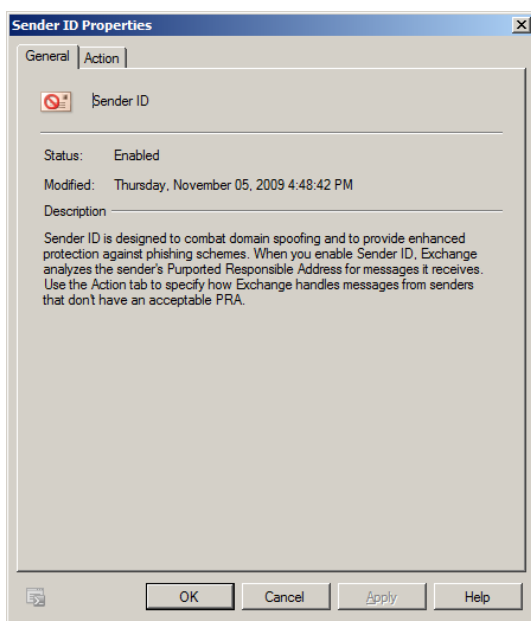 Sender ID Properties
General Action
Sender ID
Status: Enabled
Modified: Thursday, November 05, 2009 4:48:42 PM
Description
Sender ID is designed to combat domain spoofing and to provide enhanced
protection against phishing schemes. When you enable Sender ID, Exchange
analyzes the sender's Purported Responsible Address for messages it receives.
Use the Action tab to specify how Exchange handles messages from senders
that don't have an acceptable PRA.
OK Cancel Apply Help